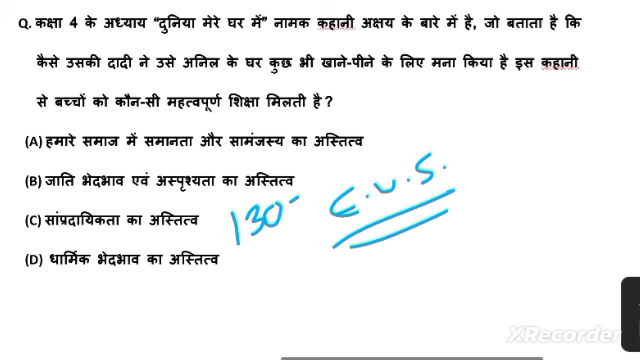 Q. कक्षा 4 के अध्याय "दुनिया मेरे घर में" नामक कहानी अक्षय के बारे में है, जो बताता है कि
कैसे उसकी दादी ने उसे अनिल के घर कुछ भी खाने-पीने के लिए मना किया है इस कहानी
से बच्चों को कौन-सी महत्वपूर्ण शिक्षा मिलती है ?
(A) हमारे समाज में समानता और सामंजस्य का अस्तित्व
(B) जाति भेदभाव एवं अस्पृश्यता का अस्तित्व
(C) सांप्रदायिकता का अस्तित्व
(D) धार्मिक भेदभाव का अस्तित्व
130-
E.V.S.
XRecorder